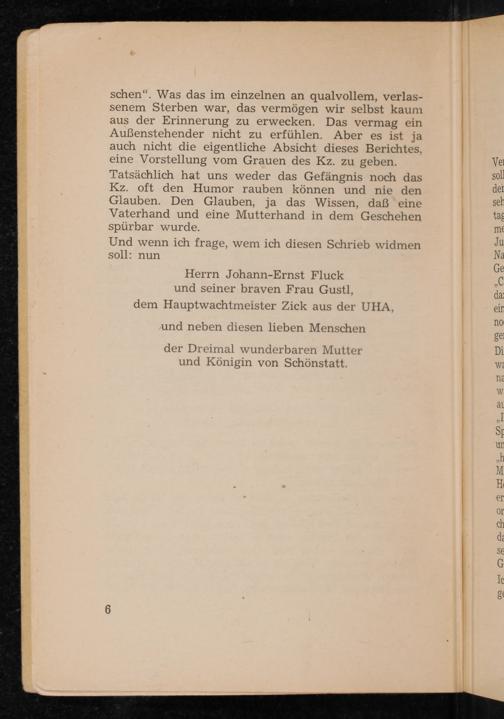 schen“. Was das im einzelnen an qualvollem, verlas-
senem Sterben war, das vermögen wir selbst kaum
aus der Erinnerung zu erwecken. Das vermag ein
Außenstehender nicht zu erfühlen. Aber es ist ja
auch nicht die eigentliche Absicht dieses Berichtes,
eine Vorstellung vom Grauen des Kz. zu geben.
Tatsächlich hat uns weder das Gefängnis noch das
Kz. oft den Humor rauben können und nie den
Glauben. Den Glauben, ja das Wissen, daß eine
Vaterhand und eine Mutterhand in dem Geschehen
spürbar wurde.
Und wenn ich frage, wem ich diesen Schrieb widmen
soll: nun
Herrn Johann-Ernst Fluck
und seiner braven Frau Gustl,
dem Hauptwachtmeister Zick aus der UHA,
und neben diesen lieben Menschen
der Dreimal wunderbaren Mutter
und Königin von Schönstatt.
6